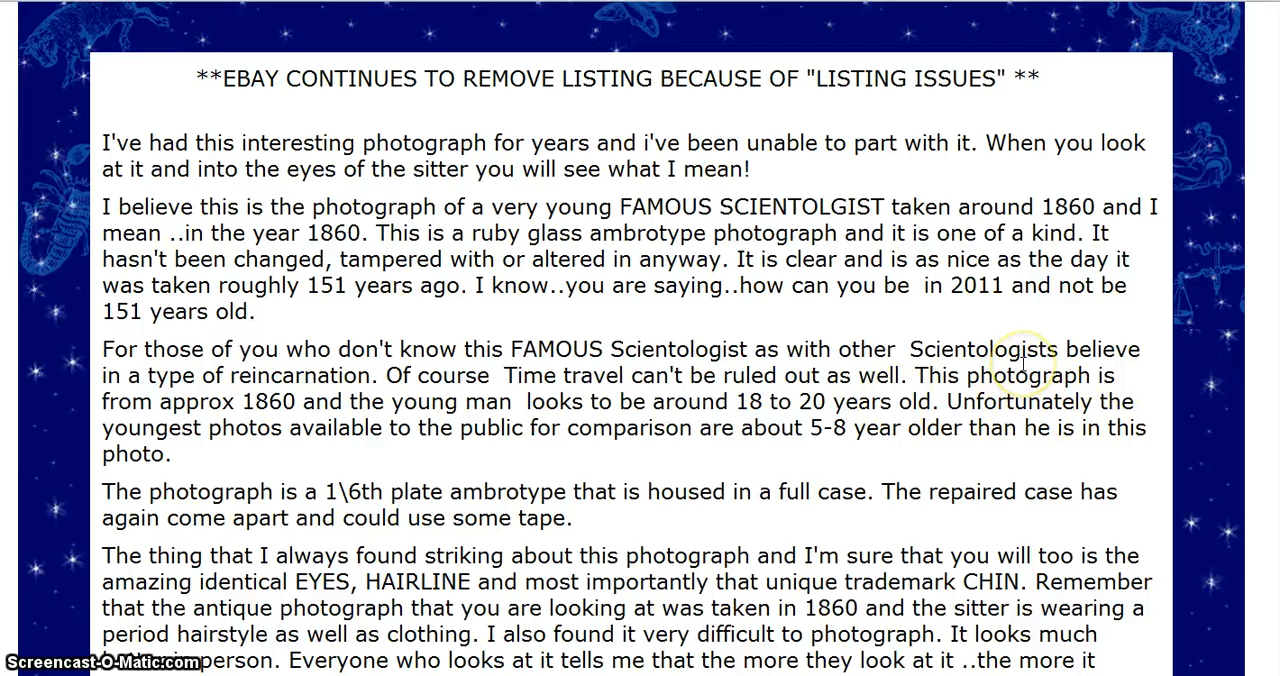 **EBAY CONTINUES TO REMOVE LISTING BECAUSE OF "LISTING ISSUES" **
I've had this interesting photograph for years and i've been unable to part with it. When you look
at it and into the eyes of the sitter you will see what I mean!
I believe this is the photograph of a very young FAMOUS SCIENTOLGIST taken around 1860 and I
mean ..in the year 1860. This is a ruby glass ambrotype photograph and it is one of a kind. It
hasn't been changed, tampered with or altered in anyway. It is clear and is as nice as the day it
was taken roughly 151 years ago. I know..you are saying..how can you be in 2011 and not be
151 years old.
For those of you who don't know this FAMOUS Scientologist as with other Scientologists believe
in a type of reincarnation. Of course Time travel can't be ruled out as well. This photograph is
from approx 1860 and the young man looks to be around 18 to 20 years old. Unfortunately the
youngest photos available to the public for comparison are about 5-8 year older than he is in this
photo.
The photograph is a 1\6th plate ambrotype that is housed in a full case. The repaired case has
again come apart and could use some tape.
The thing that I always found striking about this photograph and I'm sure that you will too is the
amazing identical EYES, HAIRLINE and most importantly that unique trademark CHIN. Remember
that the antique photograph that you are looking at was taken in 1860 and the sitter is wearing a
period hairstyle as well as clothing. I also found it very difficult to photograph. It looks much
person. Everyone who looks at it tells me that the more they look at it ..the more it
Screencast-O-Matic.com